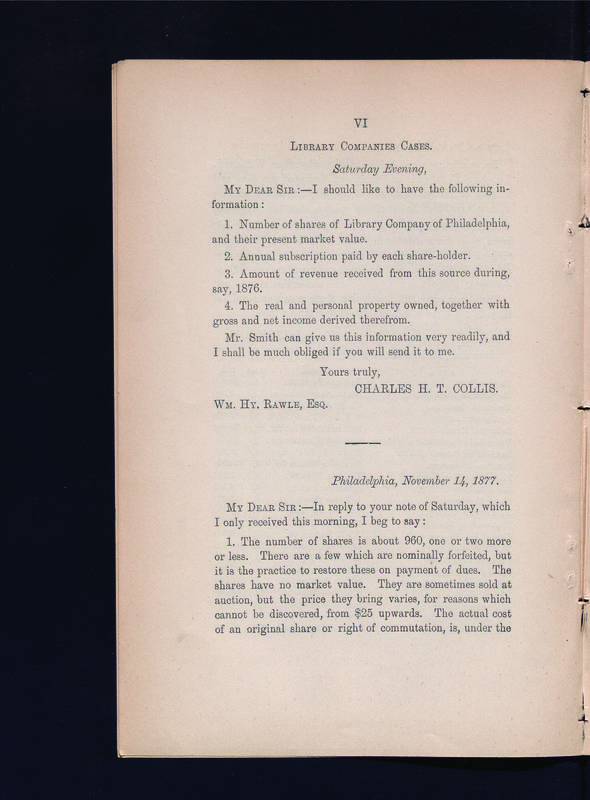 VI
Library Companies Cases.
Saturday Evening,
My Dear Sir :—I should like to have the following in-
formation :
1. Number of shares of Library Company of Philadelphia,
and their present market value.
2. Annual subscription paid by each share-holder.
3. Amount of revenue received from this source during,
say, 1876.
4. The real and personal property owned, together with
gross and net income derived therefrom.
Mr. Smith can give us this information very readily, and
I shall be much obliged if you will send it to me.
Yours truly,
CHARLES H. T. COLLIS.
Wm. Hy. Rawle, Esq.
Philadelphia, November 14, 1877.
My Dear Sir :—In reply to your note of Saturday, which
I only received this morning, I beg to say :
1. The number of shares is about 960, one or two more
or less. There are a few which are nominally forfeited, but
it is the practice to restore these on payment of dues. The
shares have no market value. They are sometimes sold at
auction, but the price they bring varies, for reasons which
cannot be discovered, from $25 upwards. The actual cost
of an original share or right of commutation, is, under the